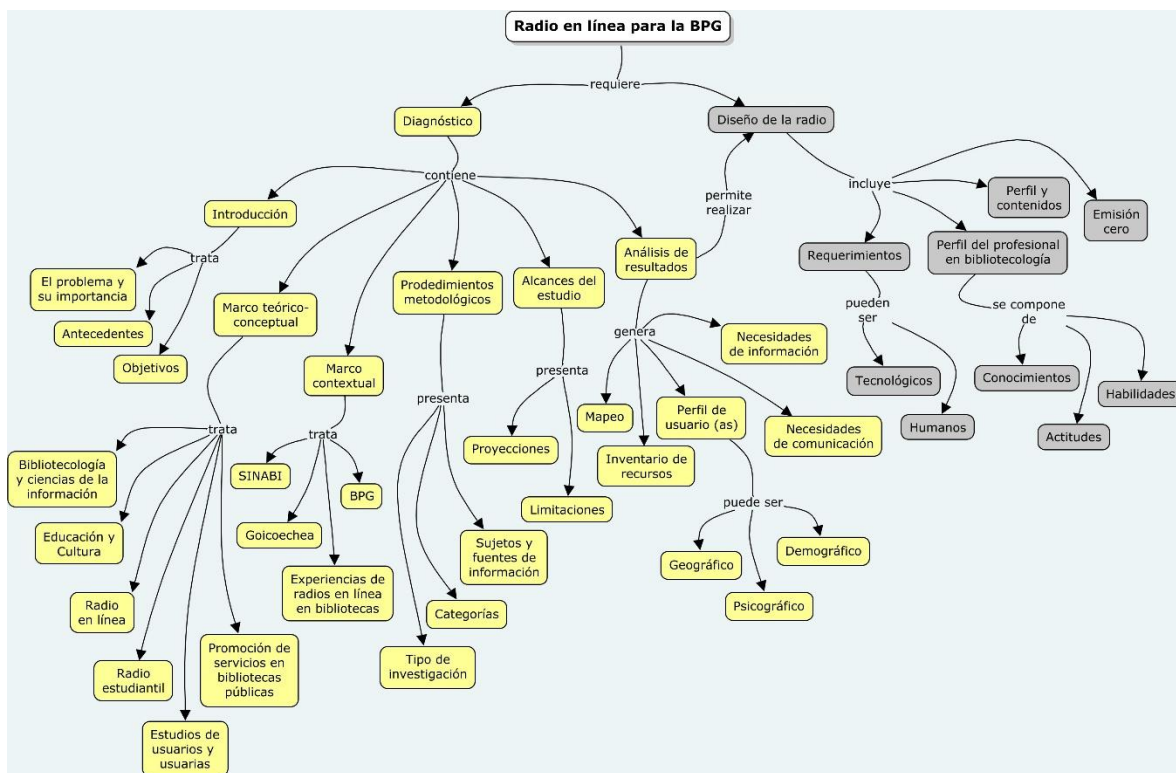 Radio en línea para la BPG
requiere
Diagnóstico
Diseño de la radio
contiene
permite
realizar
incluye
Introducción
trata
El problema y
su importancia
Antecedentes
Objetivos
Marco teórico-
conceptual
trata
Bibliotecología
y ciencias de la
información
Educación y
Cultura
Radio
en línea
Radio
estudiantil
Estudios de
usuarios y
usuarias
Promoción de
servicios en
bibliotecas
públicas
Marco
contextual
trata
SINABI
Goicoechea
Experiencias de
radios en línea
en bibliotecas
BPG
Prodedimientos
metodológicos
presenta
Tipo de
investigación
Categorías
Sujetos y
fuentes de
información
Alcances del
estudio
presenta
Proyecciones
Limitaciones
Análisis de
resultados
genera
Mapeo
Inventario de
recursos
Perfil de
usuario (as)
Necesidades
de información
Necesidades
de comunicación
puede ser
Geográfico
Psicográfico
Demográfico
Requerimientos
pueden
ser
Tecnológicos
Humanos
Perfil y
contenidos
Perfil del profesional
en bibliotecología
se compone
de
Conocimientos
Actitudes
Habilidades
Emisión
cero